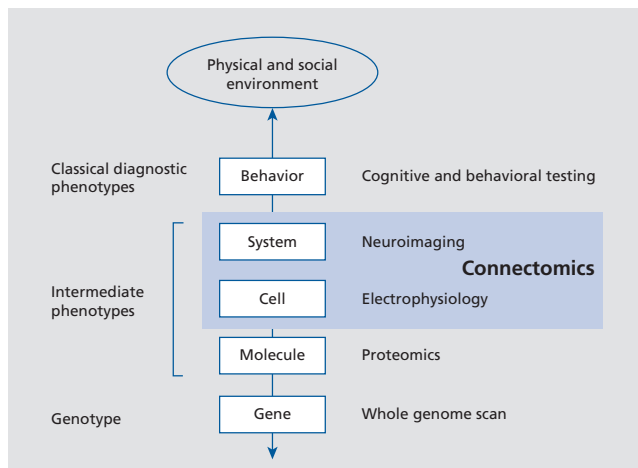 Physical and social
environment
Classical diagnostic
phenotypes
Behavior
Cognitive and behavioral testing
System
Neuroimaging
Connectomics
Intermediate
phenotypes
Cell
Electrophysiology
Molecule
Proteomics
Genotype
Gene
Whole genome scan